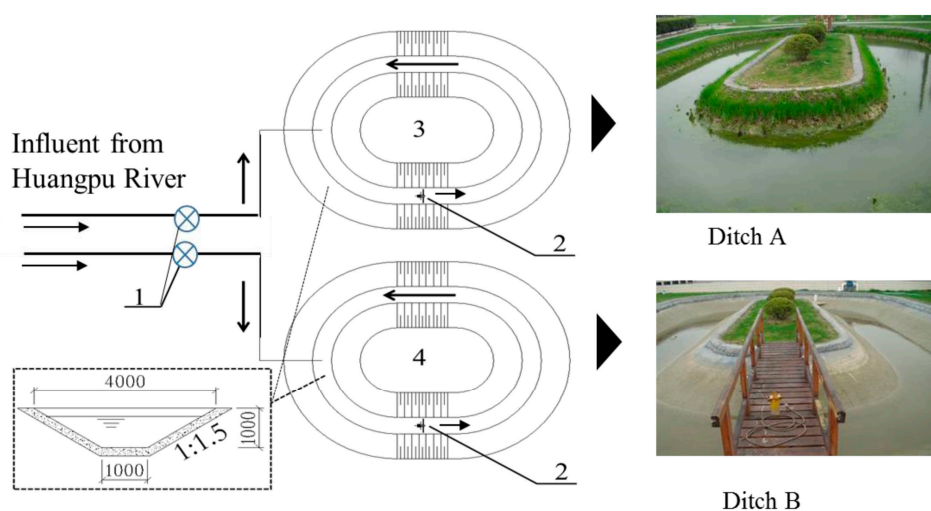 Influent from
Huangpu River
1
3
2
4
2
4000
1000
1:1.5
1000
Ditch A
Ditch B